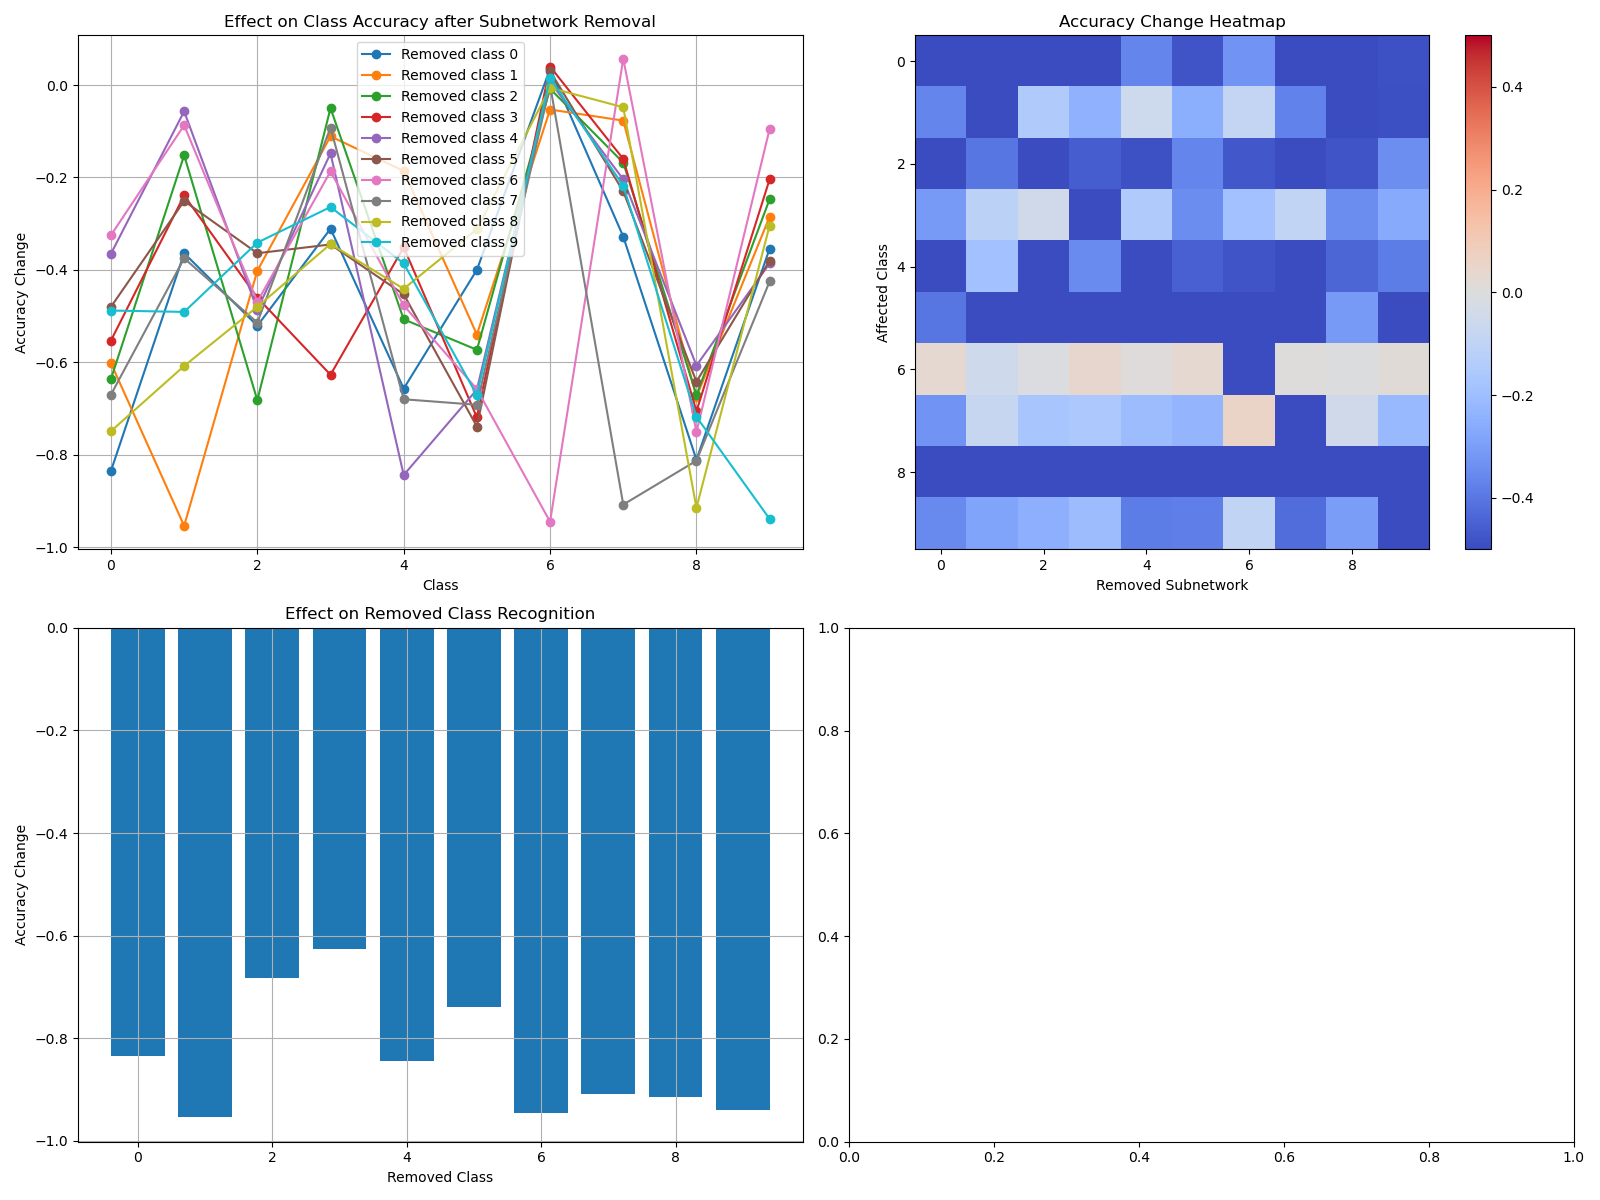 Effect on Class Accuracy after Subnetwork Removal
Accuracy Change
0.0
−0.2
−0.4
−0.6
−0.8
−1.0
Removed class 0
Removed class 1
Removed class 2
Removed class 3
Removed class 4
Removed class 5
Removed class 6
Removed class 7
Removed class 8
Removed class 9
0 2 4 6 8
Class
Accuracy Change Heatmap
Affected Class
0
2
4
6
8
0 2 4 6 8
Removed Subnetwork
0.4
0.2
0.0
−0.2
−0.4
Effect on Removed Class Recognition
Accuracy Change
0.0
−0.2
−0.4
−0.6
−0.8
−1.0
0 2 4 6 8
Removed Class
1.0
0.8
0.6
0.4
0.2
0.0
0.0 0.2 0.4 0.6 0.8 1.0